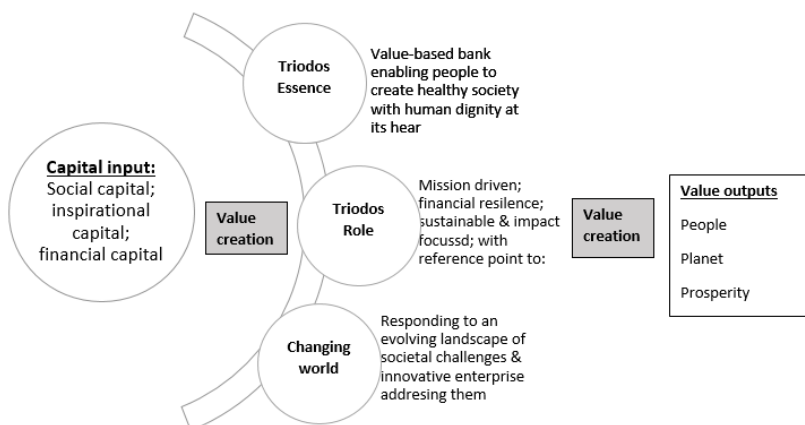 Capital input:
Social capital;
inspirational
capital;
financial capital
Value
creation
Triodos
Essence
Value-based bank
enabling people to
create healthy society
with human dignity at
its hear
Triodos
Role
Mission driven;
financial resilence;
sustainable & impact
focussd; with
reference point to:
Changing
world
Responding to an
evolving landscape of
societal challenges &
innovative enterprise
addresing them
Value
creation
Value outputs
People
Planet
Prosperity